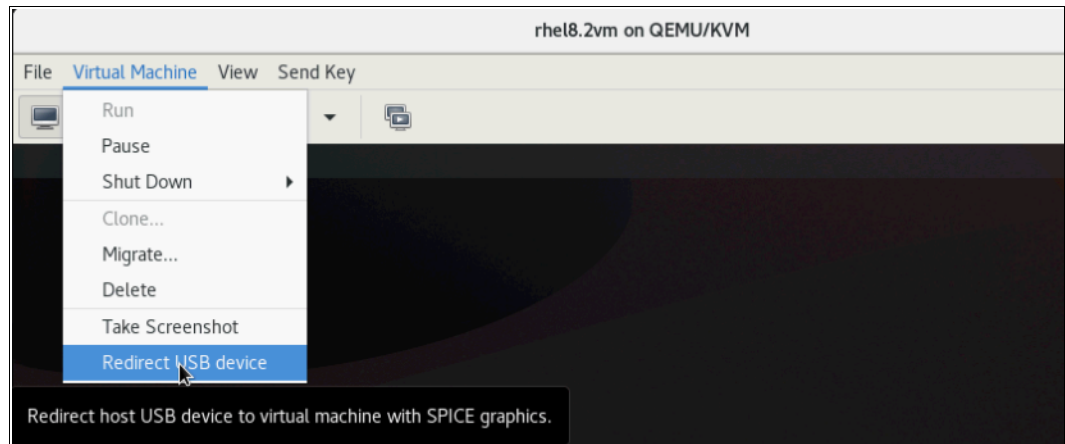 rhel8.2vm on QEMU/KVM
File Virtual Machine View Send Key
Run
Pause
Shut Down
Clone...
Migrate...
Delete
Take Screenshot
Redirect USB device
Redirect host USB device to virtual machine with SPICE graphics.